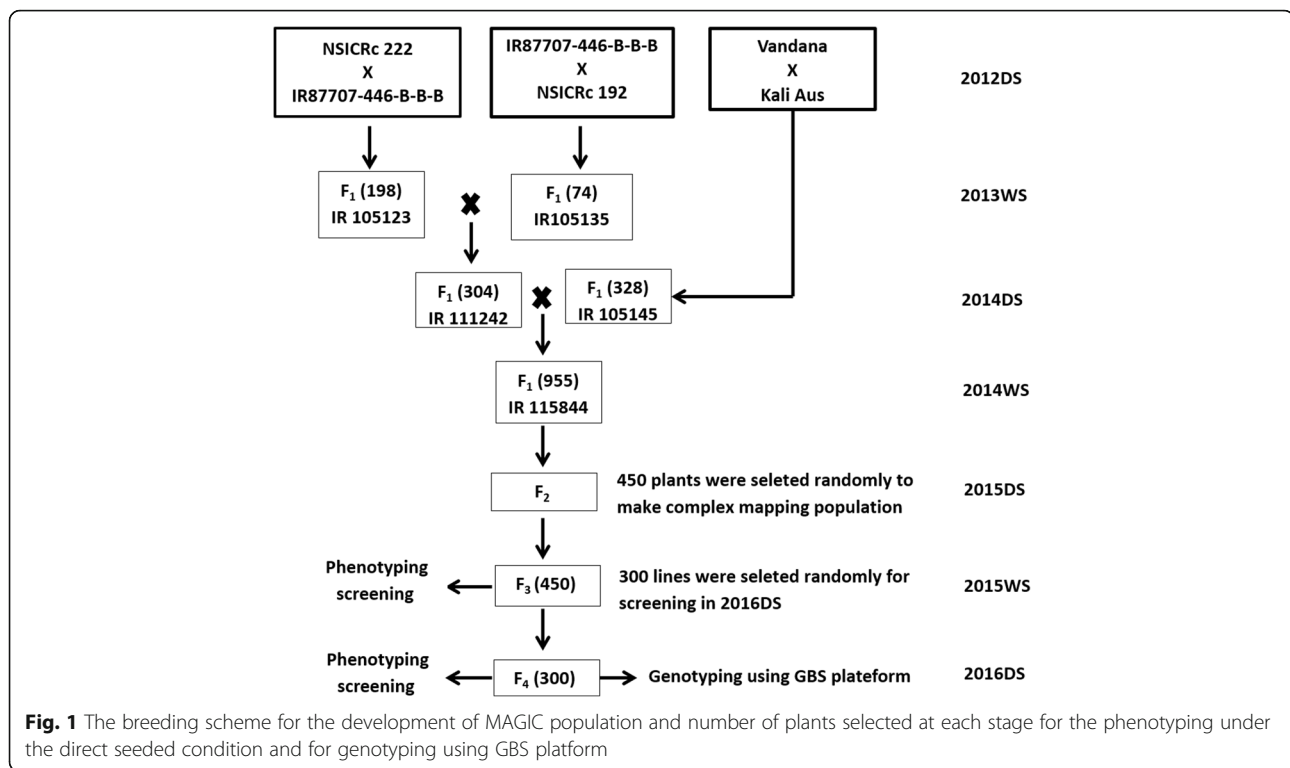 NSICRc 222
X
IR87707-446-B-B-B
IR87707-446-B-B-B
X
NSICRc 192
Vandana
X
Kali Aus
2012DS
F₁ (198)
IR 105123
F₁ (74)
IR105135
2013WS
F₁ (304)
IR 111242
F₁ (328)
IR 105145
2014DS
F₁ (955)
IR 115844
2014WS
F₂
450 plants were seleted randomly to
make complex mapping population
2015DS
Phenotyping
screening
F₃ (450)
300 lines were seleted randomly for
screening in 2016DS
2015WS
Phenotyping
screening
F₄ (300)
Genotyping using GBS plateform
2016DS
Fig. 1 The breeding scheme for the development of MAGIC population and number of plants selected at each stage for the phenotyping under
the direct seeded condition and for genotyping using GBS platform